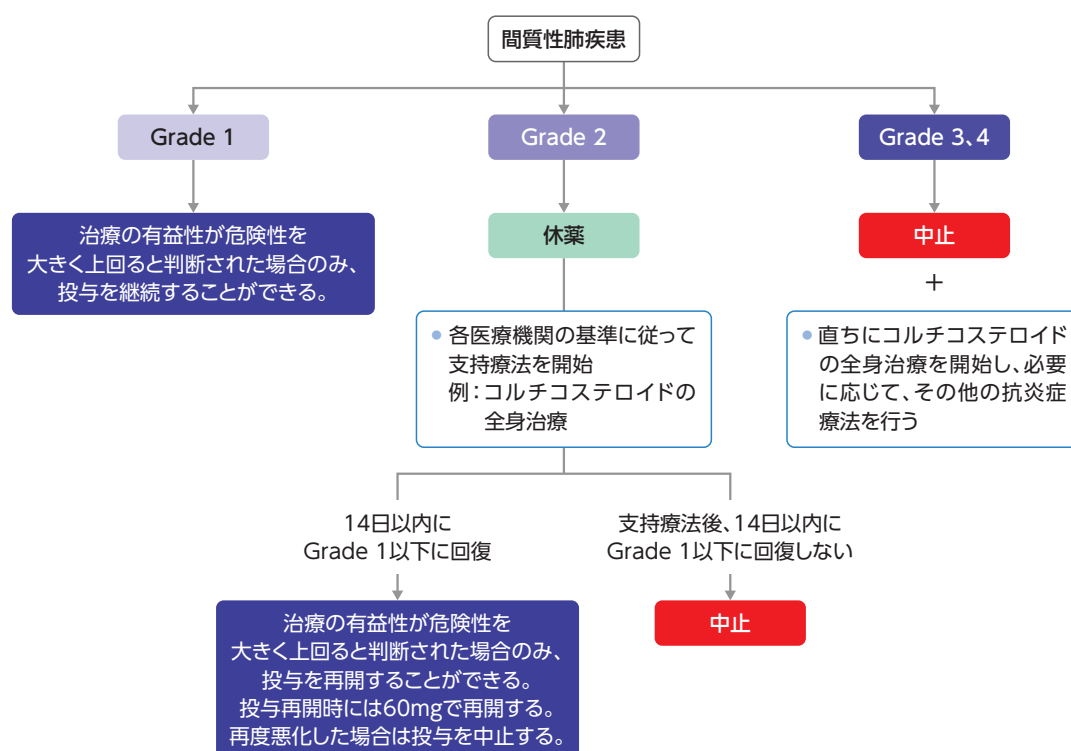 間質性肺疾患
Grade 1
Grade 2
Grade 3、4
治療の有益性が危険性を
大きく上回ると判断された場合のみ、
投与を継続することができる。
休薬
中止
+
● 各医療機関の基準に従って
支持療法を開始
例：コルチコステロイドの
全身治療
● 直ちにコルチコステロイド
の全身治療を開始し、必要
に応じて、その他の抗炎症
療法を行う
14日以内に
Grade 1以下に回復
支持療法後、14日以内に
Grade 1以下に回復しない
治療の有益性が危険性を
大きく上回ると判断された場合のみ、
投与を再開することができる。
投与再開時には60mgで再開する。
再度悪化した場合は投与を中止する。
中止